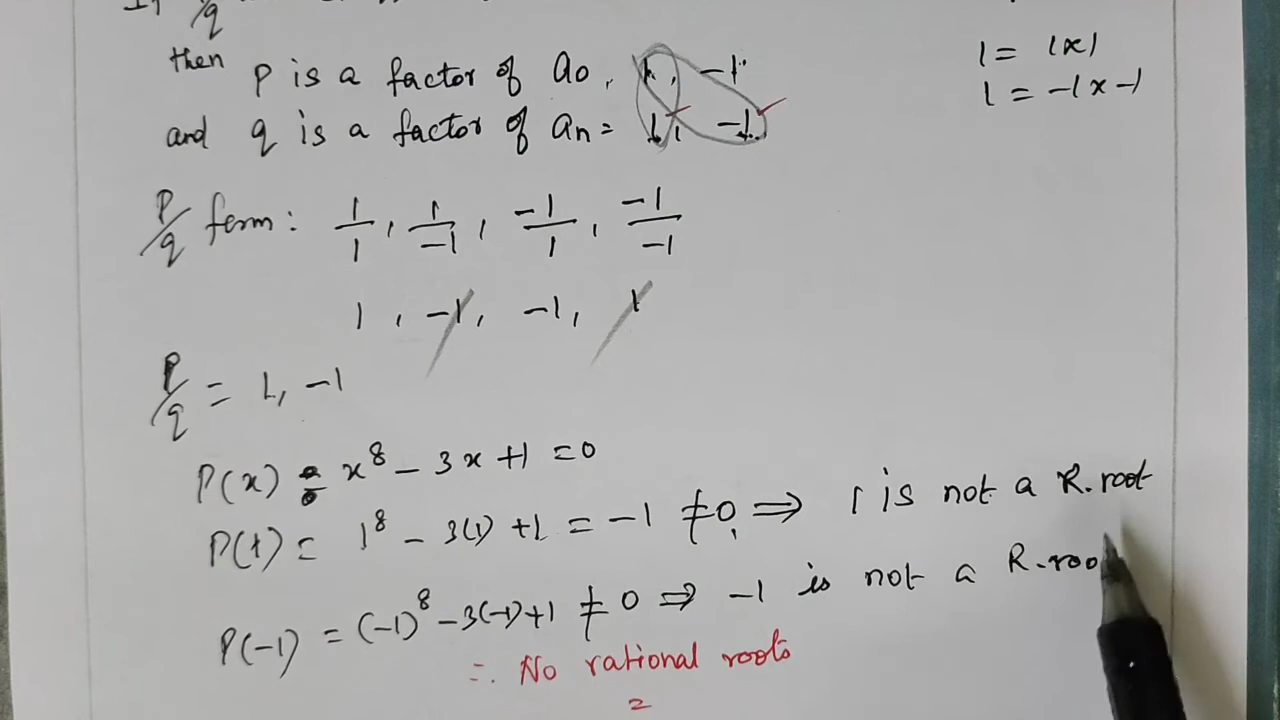 If p/q
then p is a factor of a0. 1, -1.
and q is a factor of an = 1, -1.
1 = 1x1
1 = -1x-1
p/q form: 1/1, 1/-1, -1/1, -1/-1
1, -1, -1, 1
p/q = 1, -1
P(x) = x^8 - 3x + 1 = 0
P(1) = 1^8 - 3(1) + 1 = -1 ≠ 0 ⇒ 1 is not a R.root
P(-1) = (-1)^8 - 3(-1) + 1 ≠ 0 ⇒ -1 is not a R.roo
∴ No rational roots